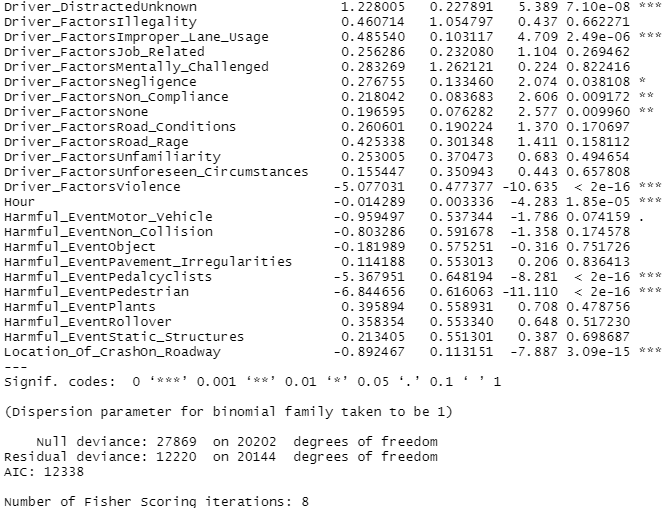 Driver_DistractedUnknown 1.228005 0.227891 5.389 7.10e-08 ***
Driver_FactorsIllegality 0.460714 1.054797 0.437 0.662271
Driver_FactorsImproper_Lane_Usage 0.485540 0.103117 4.709 2.49e-06 ***
Driver_FactorsJob_Related 0.256286 0.232080 1.104 0.269462
Driver_FactorsMentally_Challenged 0.283269 1.262121 0.224 0.822416
Driver_FactorsNegligence 0.276755 0.133460 2.074 0.038108 *
Driver_FactorsNon_Compliance 0.218042 0.083683 2.606 0.009172 **
Driver_FactorsNone 0.196595 0.076282 2.577 0.009960 **
Driver_FactorsRoad_Conditions 0.260601 0.190224 1.370 0.170697
Driver_FactorsRoad_Rage 0.425338 0.301348 1.411 0.158112
Driver_FactorsUnfamiliarity 0.253005 0.370473 0.683 0.494654
Driver_FactorsUnforeseen_Circumstances 0.155447 0.350943 0.443 0.657808
Driver_FactorsViolence -5.077031 0.477377 -10.635 < 2e-16 ***
Hour -0.014289 0.003336 -4.283 1.85e-05 ***
Harmful_EventMotor_Vehicle -0.959497 0.537344 -1.786 0.074159 .
Harmful_EventNon_Collision -0.803286 0.591678 -1.358 0.174578
Harmful_EventObject -0.181989 0.575251 -0.316 0.751726
Harmful_EventPavement_Irregularities 0.114188 0.553013 0.206 0.836413
Harmful_EventPedalcyclists -5.367951 0.648194 -8.281 < 2e-16 ***
Harmful_EventPedestrian -6.844656 0.616063 -11.110 < 2e-16 ***
Harmful_EventPlants 0.395894 0.558931 0.708 0.478756
Harmful_EventRollover 0.358354 0.553340 0.648 0.517230
Harmful_EventStatic_Structures 0.213405 0.551301 0.387 0.698687
Location_Of_CrashOn_Roadway -0.892467 0.113151 -7.887 3.09e-15 ***
---
Signif. codes: 0 ‘***’ 0.001 ‘**’ 0.01 ‘*’ 0.05 ‘.’ 0.1 ‘ ’ 1
(Dispersion parameter for binomial family taken to be 1)
Null deviance: 27869 on 20202 degrees of freedom
Residual deviance: 12220 on 20144 degrees of freedom
AIC: 12338
Number of Fisher Scoring iterations: 8